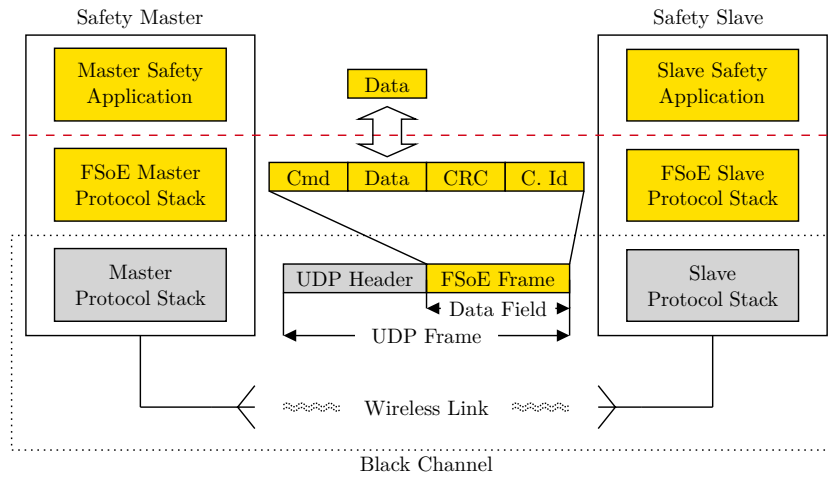 Safety Master
Safety Slave
Master Safety
Application
Data
Slave Safety
Application
FSoE Master
Protocol Stack
Cmd Data CRC C. Id
FSoE Slave
Protocol Stack
Master
Protocol Stack
UDP Header FSoE Frame
Slave
Protocol Stack
Data Field
UDP Frame
Wireless Link
Black Channel